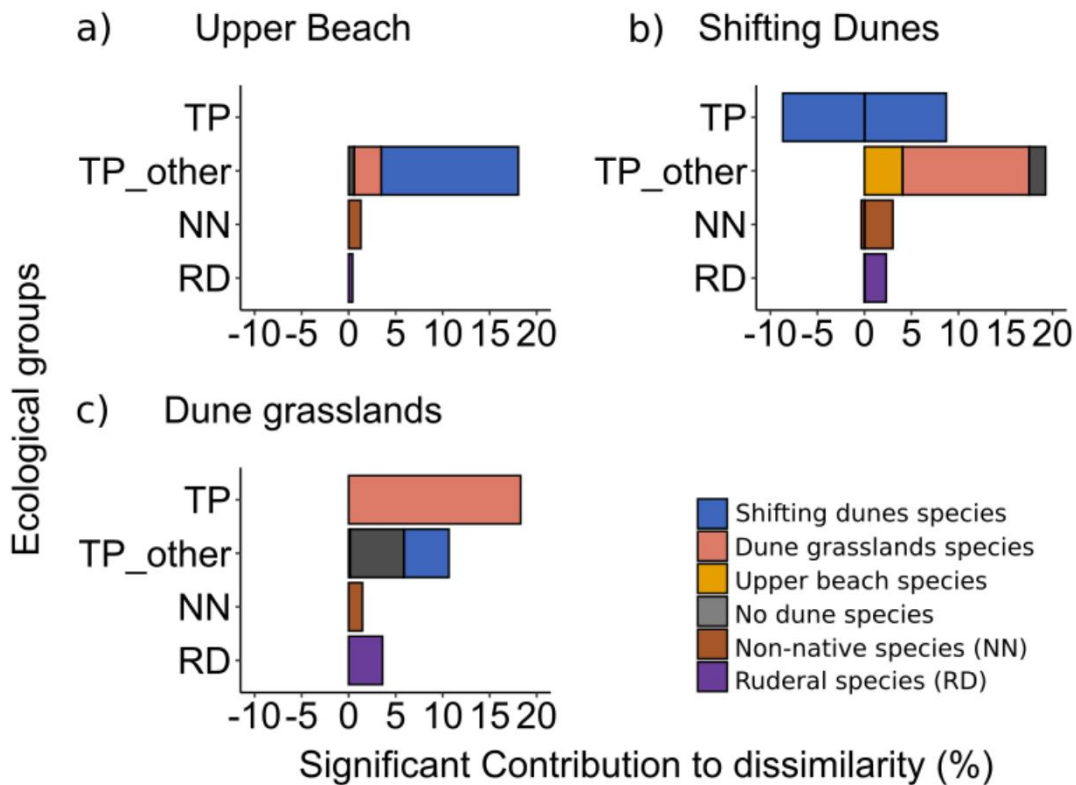 a) Upper Beach
TP
TP_other
NN
RD
-10 -5 0 5 10 15 20
b) Shifting Dunes
TP
TP_other
NN
RD
-10 -5 0 5 10 15 20
c) Dune grasslands
TP
TP_other
NN
RD
-10 -5 0 5 10 15 20
Ecological groups
Shifting dunes species
Dune grasslands species
Upper beach species
No dune species
Non-native species (NN)
Ruderal species (RD)
Significant Contribution to dissimilarity (%)